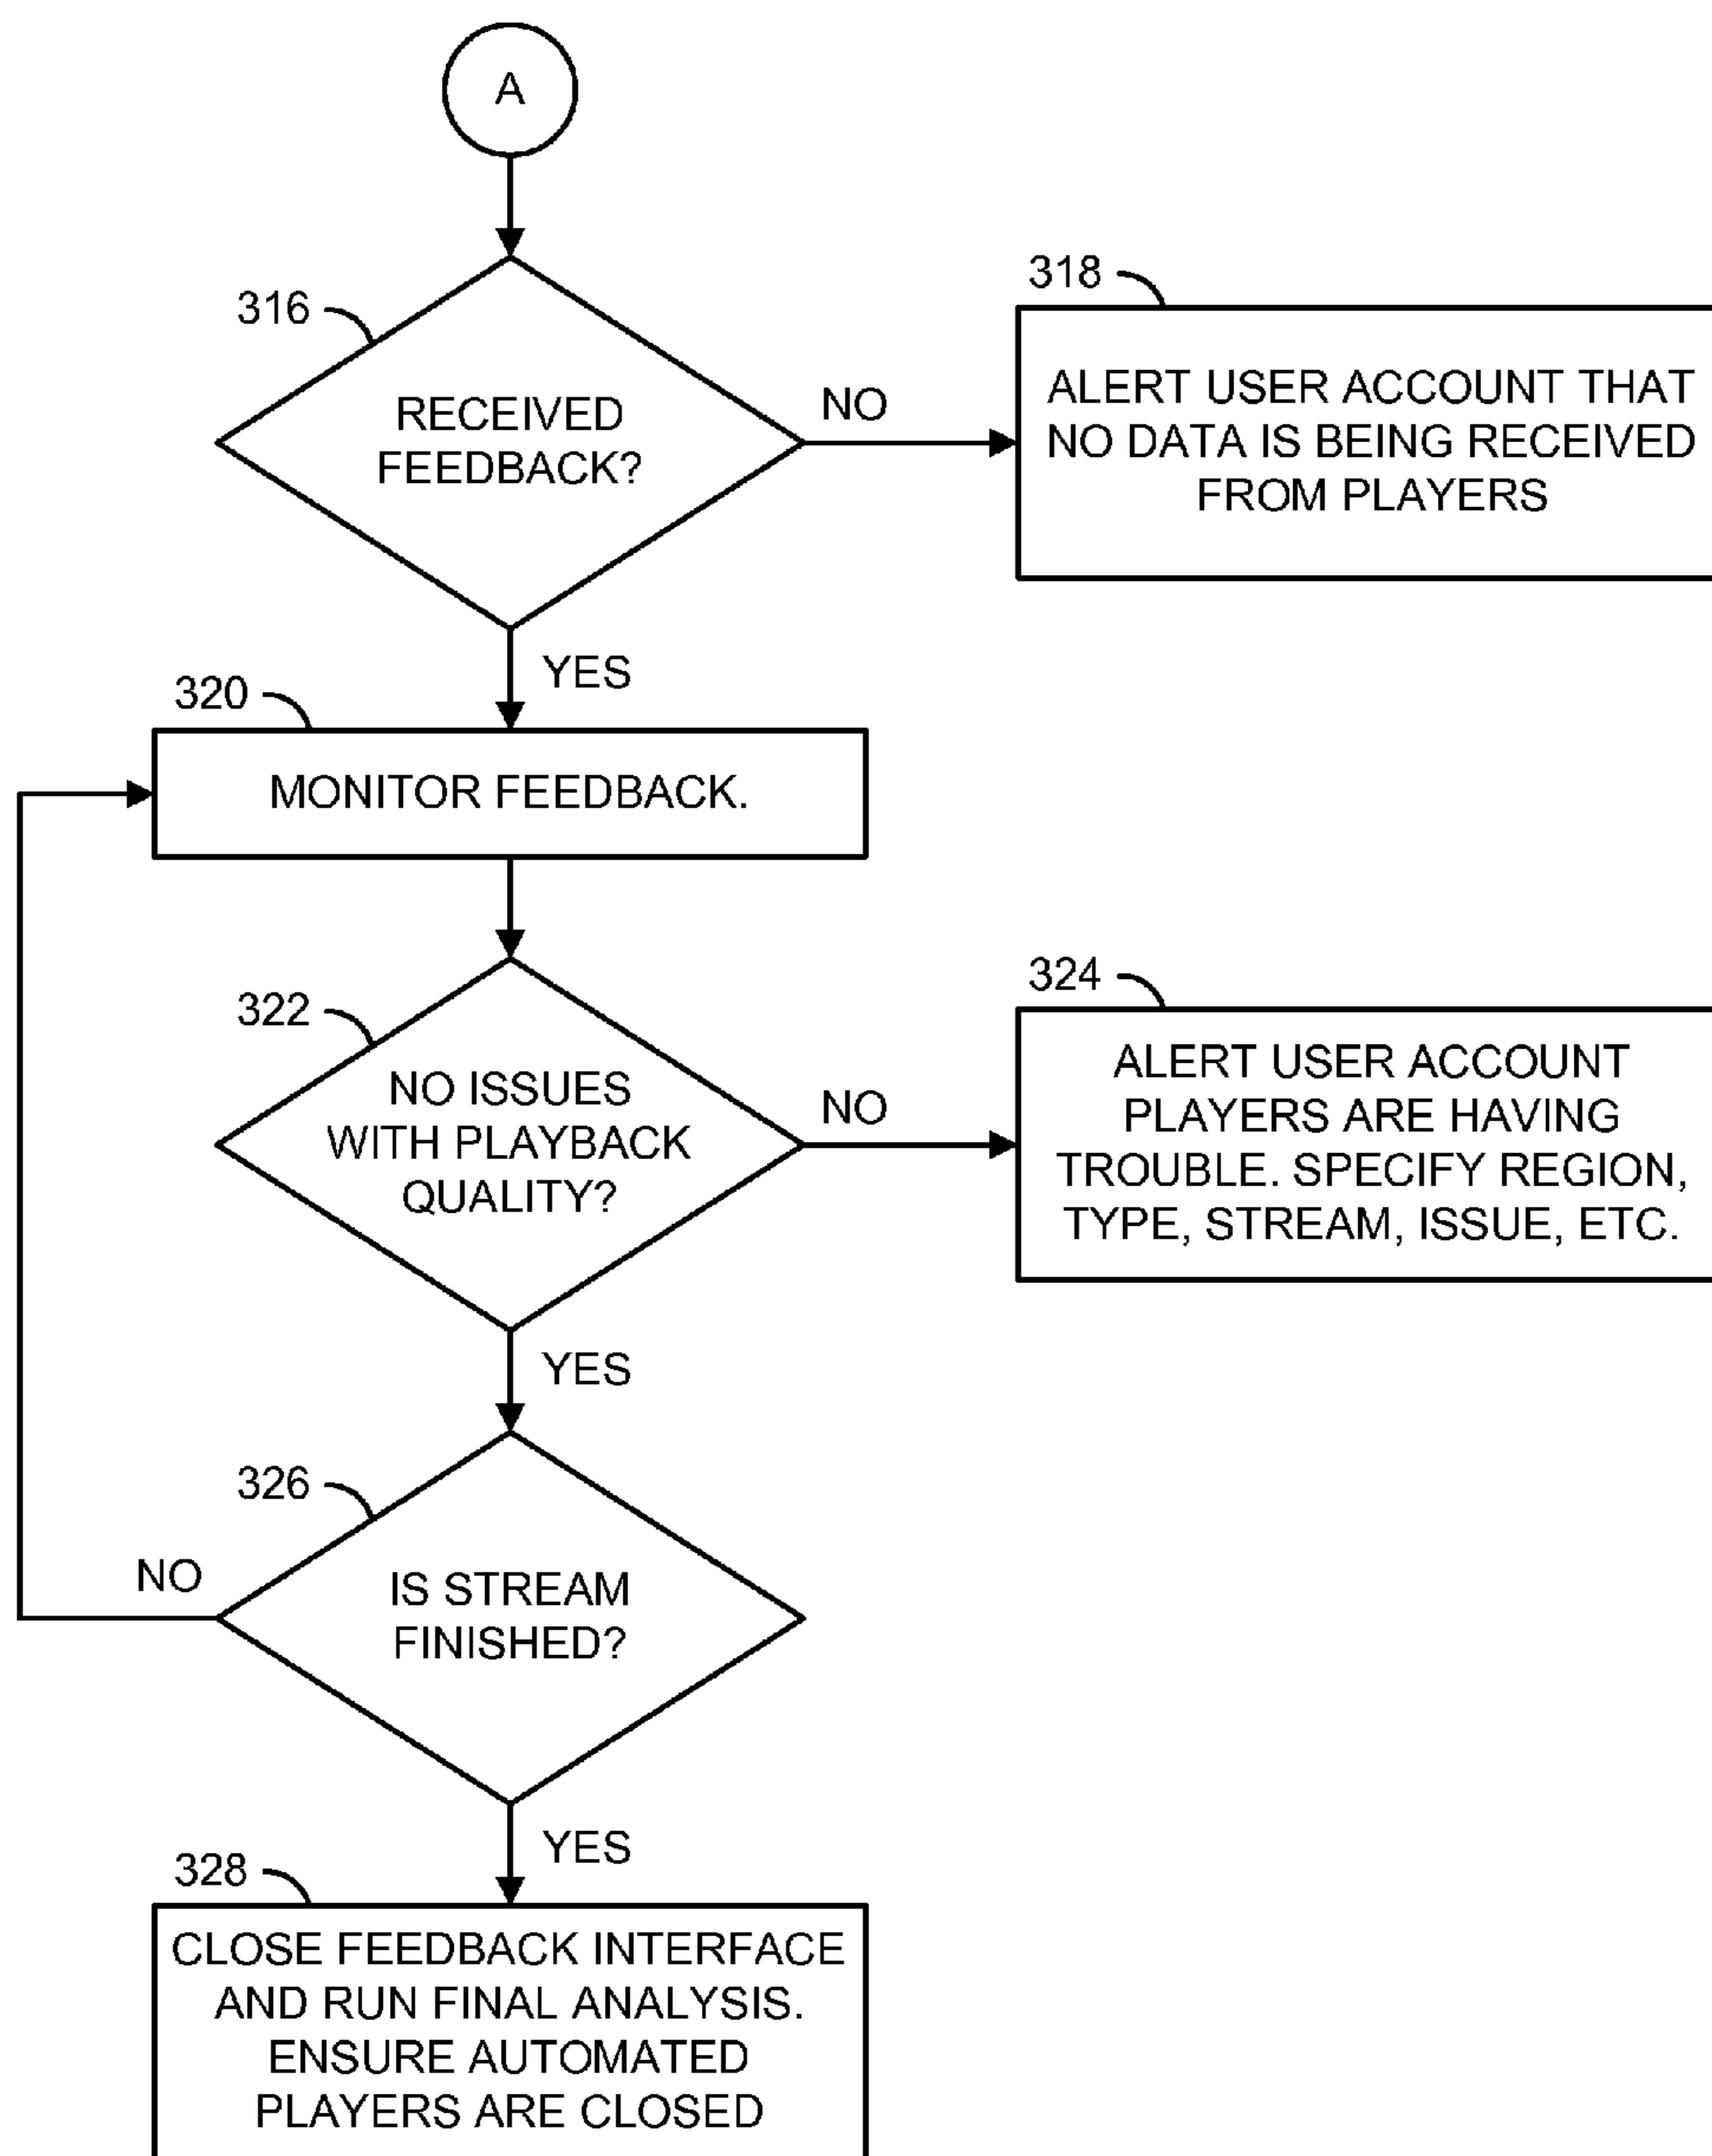 A
316
RECEIVED
FEEDBACK?
NO
318
ALERT USER ACCOUNT THAT
NO DATA IS BEING RECEIVED
FROM PLAYERS
YES
320
MONITOR FEEDBACK.
322
NO ISSUES
WITH PLAYBACK
QUALITY?
NO
324
ALERT USER ACCOUNT
PLAYERS ARE HAVING
TROUBLE. SPECIFY REGION,
TYPE, STREAM, ISSUE, ETC.
YES
326
NO
IS STREAM
FINISHED?
YES
328
CLOSE FEEDBACK INTERFACE
AND RUN FINAL ANALYSIS.
ENSURE AUTOMATED
PLAYERS ARE CLOSED